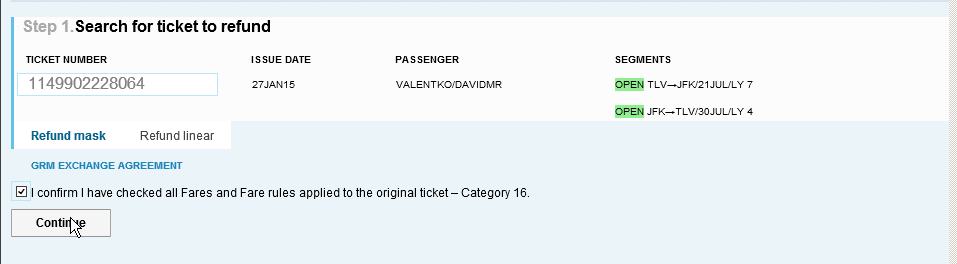 Step 1. Search for ticket to refund
TICKET NUMBER ISSUE DATE PASSENGER SEGMENTS
1149902228064 27JAN15 VALENTKO/DAVIDMR OPEN TLV→JFK/21JUL/LY 7
OPEN JFK→TLV/30JUL/LY 4
Refund mask Refund linear
GRM EXCHANGE AGREEMENT
I confirm I have checked all Fares and Fare rules applied to the original ticket – Category 16.
Continue